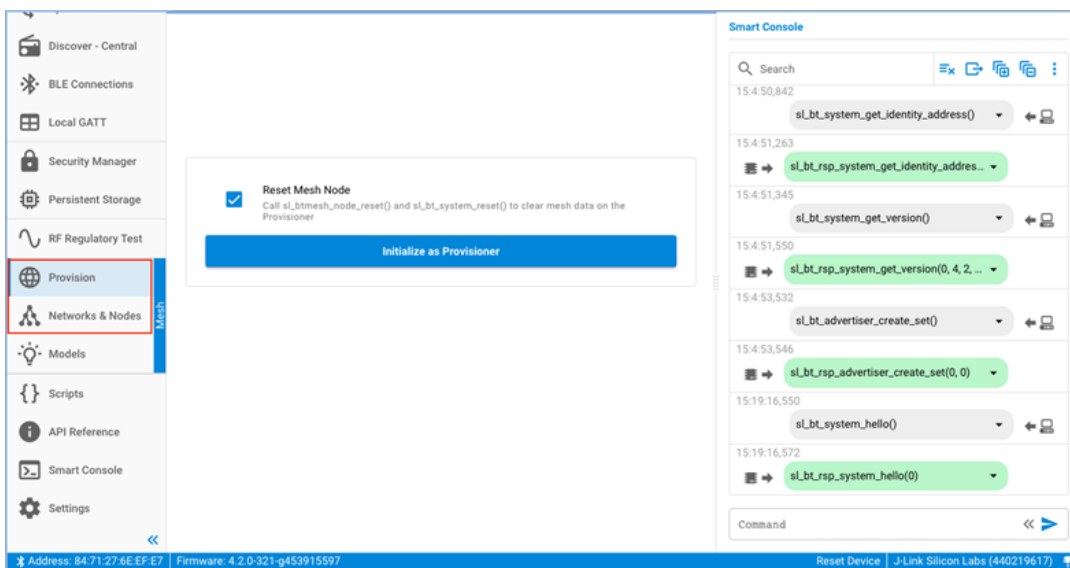 Discover - Central
BLE Connections
Local GATT
Security Manager
Persistent Storage
RF Regulatory Test
Provision
Networks & Nodes
Models
Mesh
Scripts
API Reference
Smart Console
Settings
Reset Mesh Node
Call sl_btmesh_node_reset() and sl_bt_system_reset() to clear mesh data on the
Provisioner
Initialize as Provisioner
Smart Console
Search
15:4:50,842
sl_bt_system_get_identity_address()
15:4:51,263
sl_bt_rsp_system_get_identity_addres...
15:4:51,345
sl_bt_system_get_version()
15:4:51,550
sl_bt_rsp_system_get_version(0, 4, 2, ...
15:4:53,532
sl_bt_advertiser_create_set()
15:4:53,546
sl_bt_rsp_advertiser_create_set(0, 0)
15:19:16,550
sl_bt_system_hello()
15:19:16,572
sl_bt_rsp_system_hello(0)
Command
Address: 84:71:27:6E:EF:E7
Firmware: 4.2.0-321-g453915597
Reset Device
J-Link Silicon Labs (440219617)